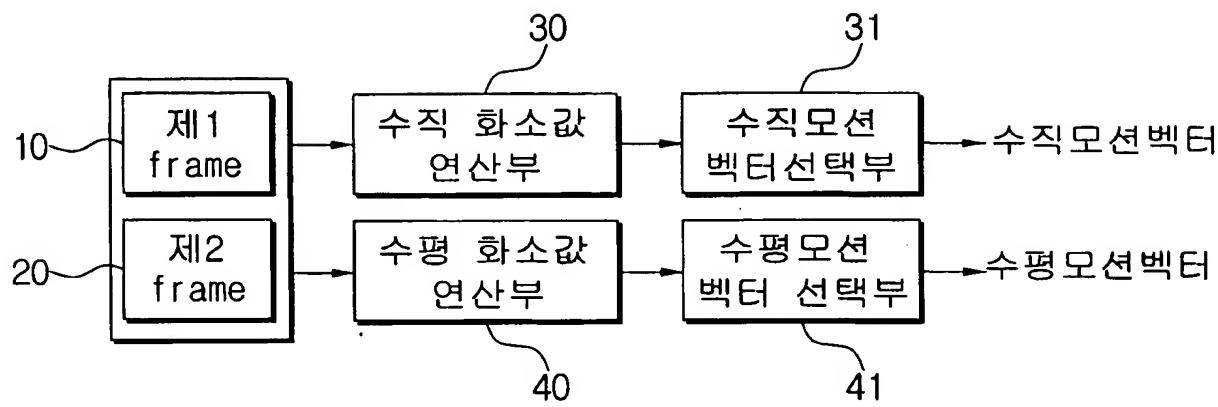 30
31
10
제1
frame
수직 화소값
연산부
수직모션
벡터선택부
수직모션벡터
20
제2
frame
수평 화소값
연산부
수평모션
벡터 선택부
수평모션벡터
40
41